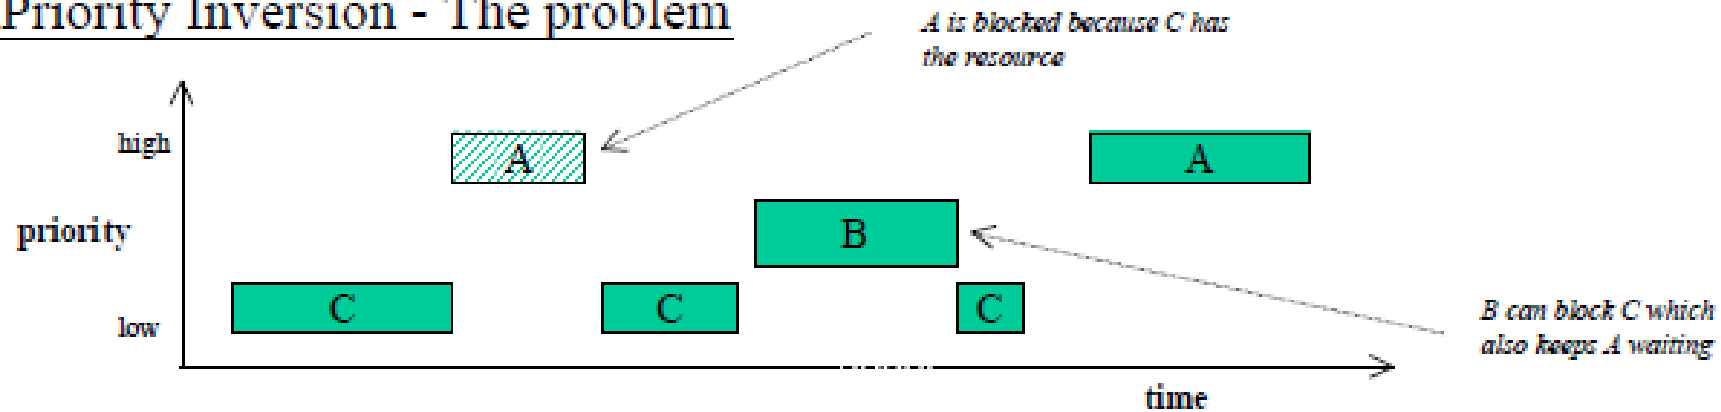 Priority Inversion - The problem
A is blocked because C has
the resource
high
A
A
priority
B
C
C
C
low
B can block C which
also keeps A waiting
time